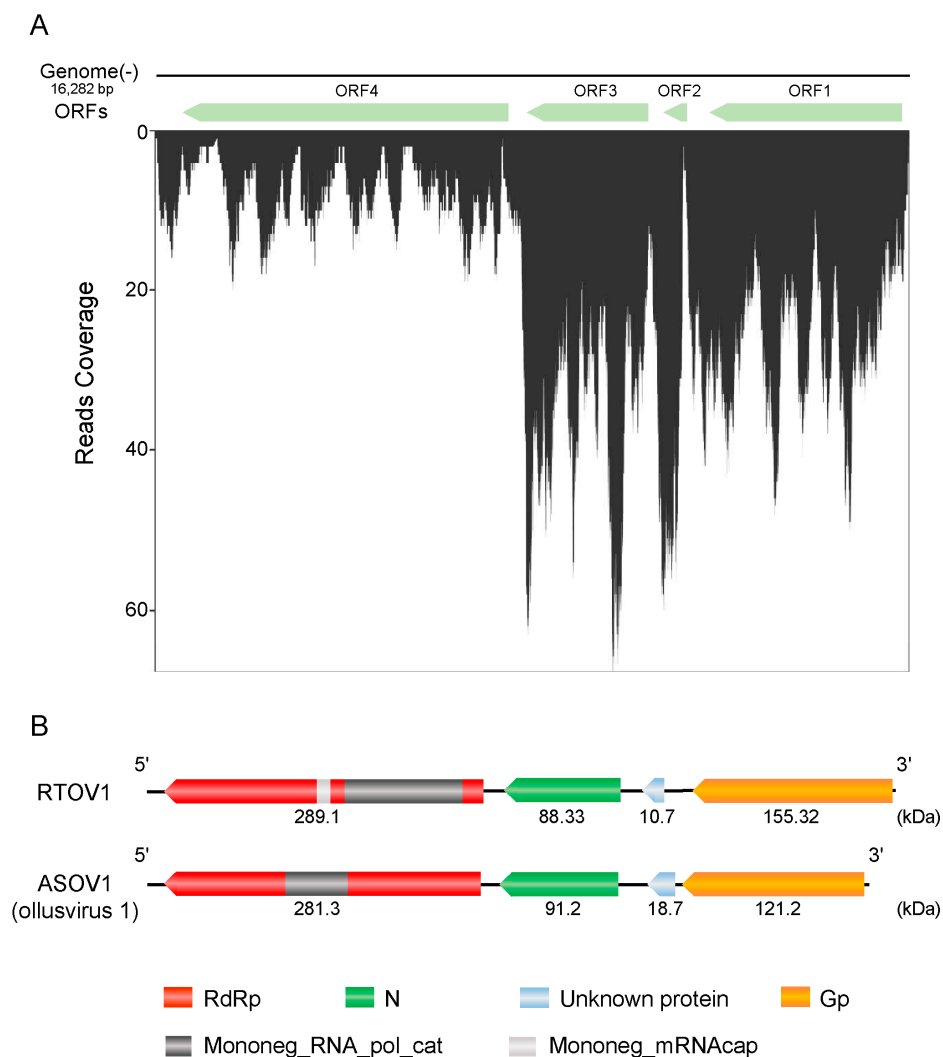 A
Genome(-)
16,282 bp
ORFs
ORF4 ORF3 ORF2 ORF1
0
20
40
60
Reads Coverage
B
5' 3'
RTOV1
289.1 88.33 10.7 155.32 (kDa)
5' 3'
ASOV1
(ollusvirus 1)
281.3 91.2 18.7 121.2 (kDa)
RdRp N Unknown protein Gp
Mononeg_RNA_pol_cat Mononeg_mRNAcap